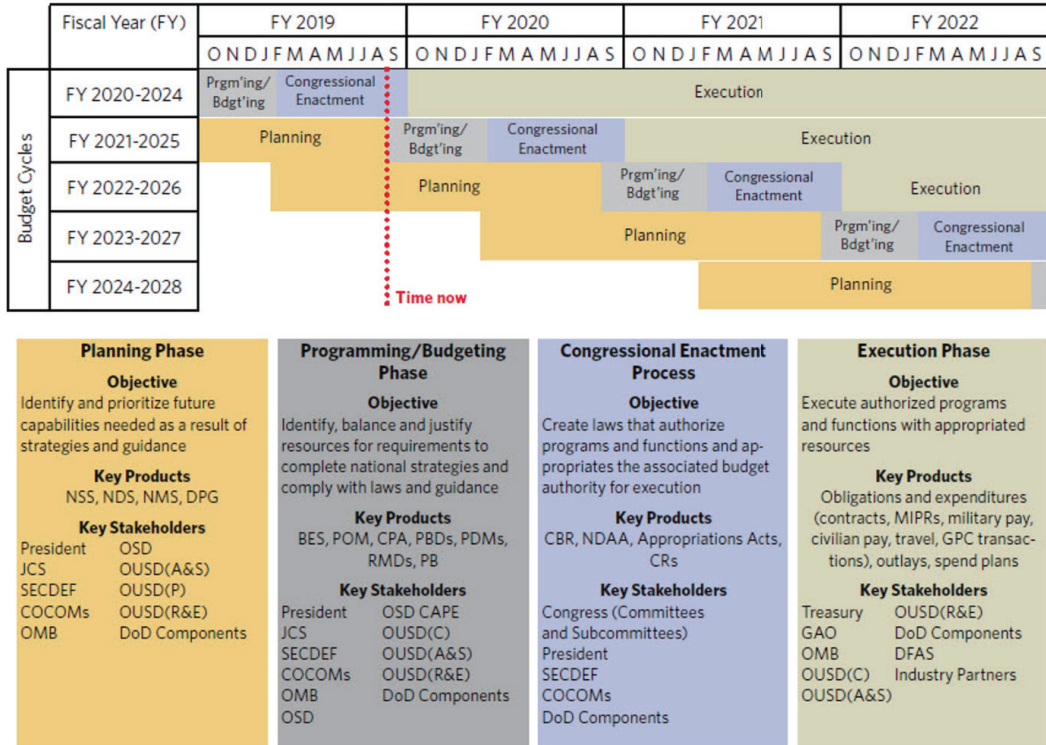 Fiscal Year (FY) FY 2019 FY 2020 FY 2021 FY 2022
O N D J F M A M J J A S O N D J F M A M J J A S O N D J F M A M J J A S O N D J F M A M J J A S
Budget Cycles
FY 2020-2024 Prgm'ing/ Congressional Execution
Bdgt'ing Enactment
FY 2021-2025 Planning Prgm'ing/ Congressional Execution
Bdgt'ing Enactment
FY 2022-2026 Planning Prgm'ing/ Congressional Execution
Bdgt'ing Enactment
FY 2023-2027 Planning Prgm'ing/ Congressional
Bdgt'ing Enactment
FY 2024-2028 Planning
Time now
Planning Phase
Objective
Identify and prioritize future
capabilities needed as a result of
strategies and guidance
Key Products
NSS, NDS, NMS, DPG
Key Stakeholders
President OSD
JCS OUSD(A&S)
SECDEF OUSD(P)
COCOMs OUSD(R&E)
OMB DoD Components
Programming/Budgeting
Phase
Objective
Identify, balance and justify
resources for requirements to
complete national strategies and
comply with laws and guidance
Key Products
BES, POM, CPA, PBDs, PDMs,
RMDs, PB
Key Stakeholders
President OSD CAPE
JCS OUSD(C)
SECDEF OUSD(A&S)
COCOMs OUSD(R&E)
OMB DoD Components
OSD
Congressional Enactment
Process
Objective
Create laws that authorize
programs and functions and ap-
propriates the associated budget
authority for execution
Key Products
CBR, NDAA, Appropriations Acts,
CRs
Key Stakeholders
Congress (Committees
and Subcommittees)
President
SECDEF
COCOMs
DoD Components
Execution Phase
Objective
Execute authorized programs
and functions with appropriated
resources
Key Products
Obligations and expenditures
(contracts, MIPRs, military pay,
civilian pay, travel, GPC transac-
tions), outlays, spend plans
Key Stakeholders
Treasury OUSD(R&E)
GAO DoD Components
OMB DFAS
OUSD(C) Industry Partners
OUSD(A&S)